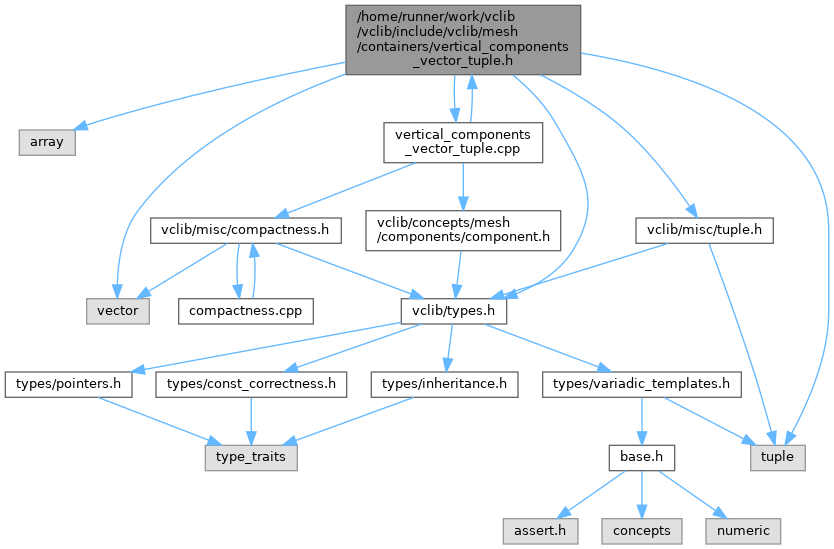 /home/runner/work/vclib
/vclib/include/vclib/mesh
/containers/vertical_components
_vector_tuple.h
array
vertical_components
_vector_tuple.cpp
vclib/misc/compactness.h
vclib/concepts/mesh
/components/component.h
vclib/misc/tuple.h
vector
compactness.cpp
vclib/types.h
types/pointers.h
types/const_correctness.h
types/inheritance.h
types/variadic_templates.h
type_traits
base.h
tuple
assert.h
concepts
numeric